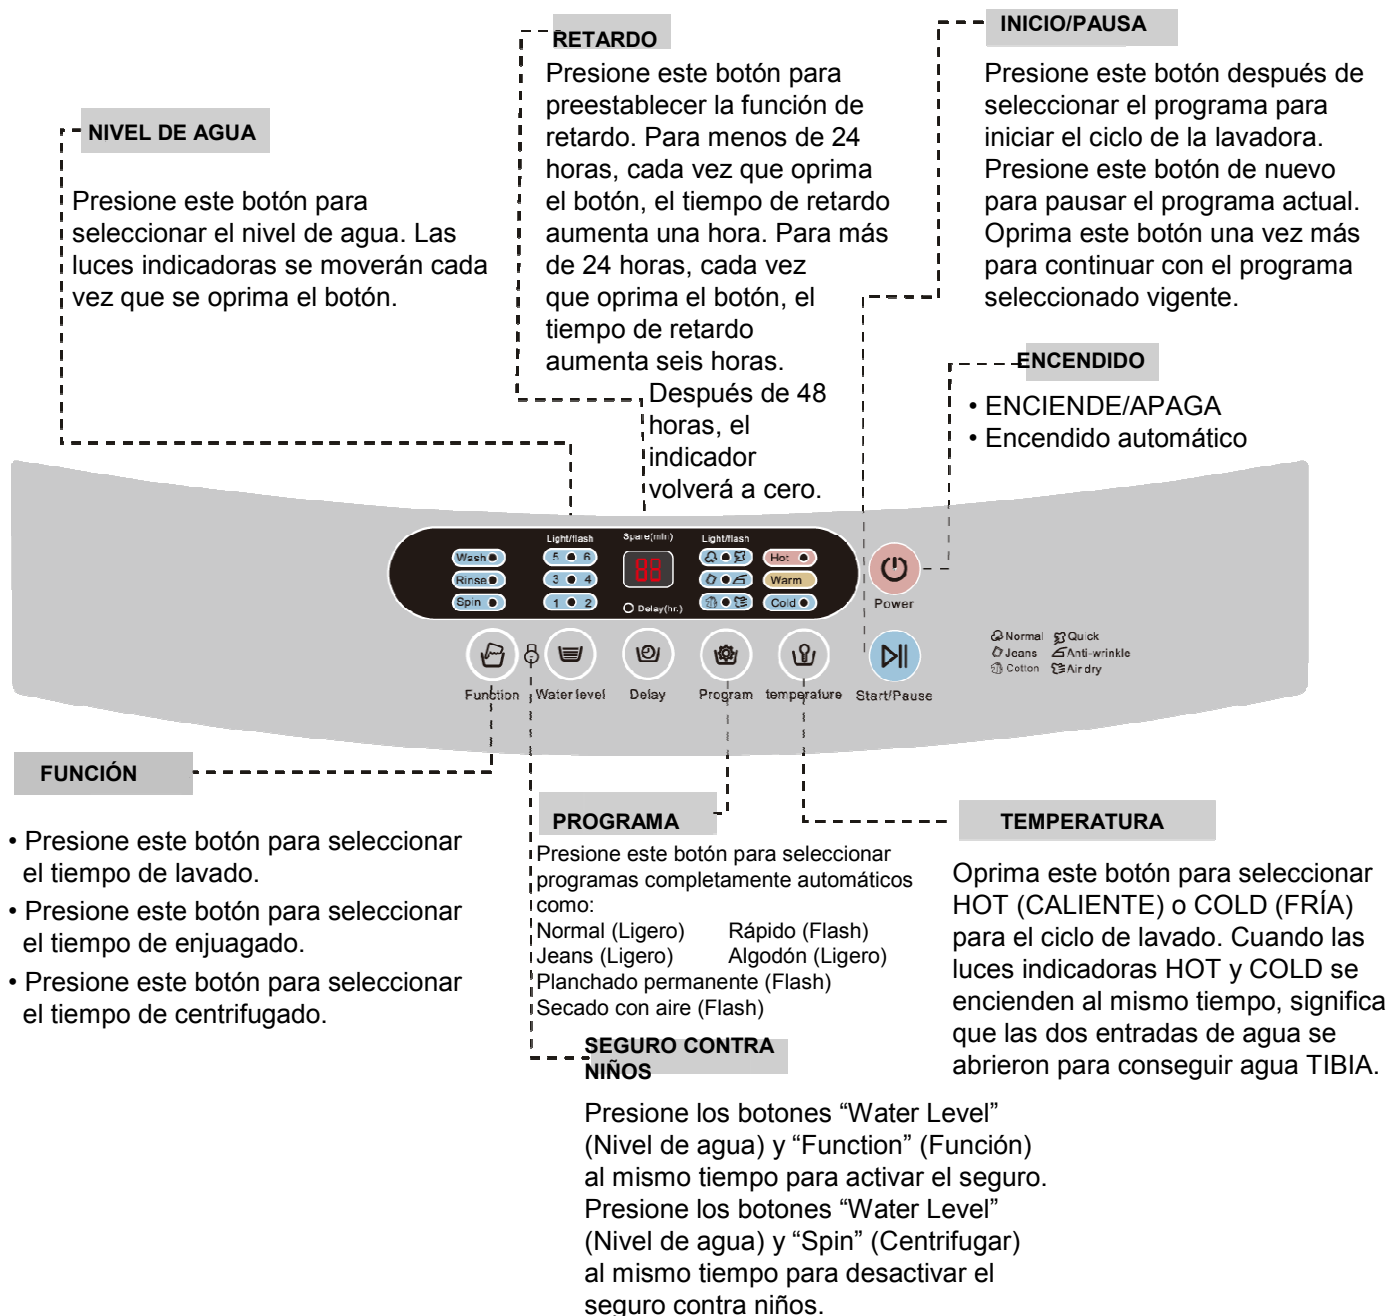 RETARDO
Presione este botón para
preestablecer la función de
retardo. Para menos de 24
horas, cada vez que oprima
el botón, el tiempo de retardo
aumenta una hora. Para más
de 24 horas, cada vez
que oprima el botón, el
tiempo de retardo
aumenta seis horas.
Después de 48
horas, el
indicador
volverá a cero.
INICIO/PAUSA
Presione este botón después de
seleccionar el programa para
iniciar el ciclo de la lavadora.
Presione este botón de nuevo
para pausar el programa actual.
Oprima este botón una vez más
para continuar con el programa
seleccionado vigente.
NIVEL DE AGUA
Presione este botón para
seleccionar el nivel de agua. Las
luces indicadoras se moverán cada
vez que se oprima el botón.
ENCENDIDO
• ENCIENDE/APAGA
• Encendido automático
Light/flash
Spare(min)
Light/flash
Wash
5 6
88
Hot
Rinse
3 4
Warm
Spin
1 2
Delay(hr.)
Cold
Power
Function
Water level
Delay
Program
temperature
Start/Pause
Normal Quick
Jeans Anti-wrinkle
Cotton Air dry
FUNCIÓN
• Presione este botón para seleccionar
el tiempo de lavado.
• Presione este botón para seleccionar
el tiempo de enjuagado.
• Presione este botón para seleccionar
el tiempo de centrifugado.
PROGRAMA
Presione este botón para seleccionar
programas completamente automáticos
como:
Normal (Ligero) Rápido (Flash)
Jeans (Ligero) Algodón (Ligero)
Planchado permanente (Flash)
Secado con aire (Flash)
TEMPERATURA
Oprima este botón para seleccionar
HOT (CALIENTE) o COLD (FRÍA)
para el ciclo de lavado. Cuando las
luces indicadoras HOT y COLD se
encienden al mismo tiempo, significa
que las dos entradas de agua se
abrieron para conseguir agua TIBIA.
SEGURO CONTRA
NIÑOS
Presione los botones “Water Level”
(Nivel de agua) y “Function” (Función)
al mismo tiempo para activar el seguro.
Presione los botones “Water Level”
(Nivel de agua) y “Spin” (Centrifugar)
al mismo tiempo para desactivar el
seguro contra niños.